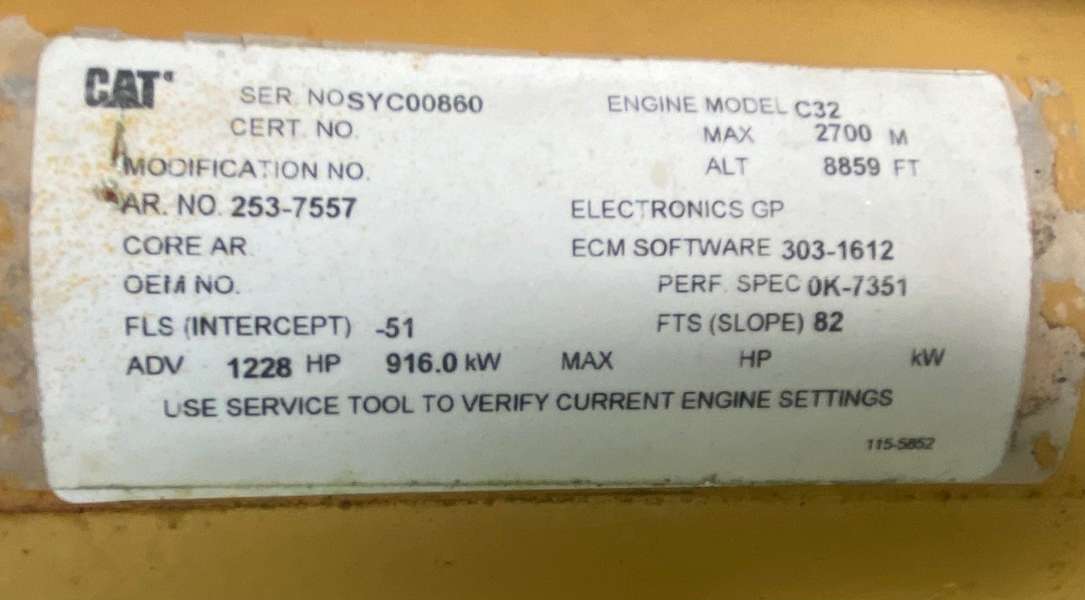 CAT
SER. NO SYC00860 ENGINE MODEL C32
CERT. NO. MAX 2700 M
MODIFICATION NO. ALT 8859 FT
AR. NO. 253-7557 ELECTRONICS GP
CORE AR. ECM SOFTWARE 303-1612
OEM NO. PERF. SPEC 0K-7351
FLS (INTERCEPT) -51 FTS (SLOPE) 82
ADV 1228 HP 916.0 kW MAX HP kW
USE SERVICE TOOL TO VERIFY CURRENT ENGINE SETTINGS
115-5852